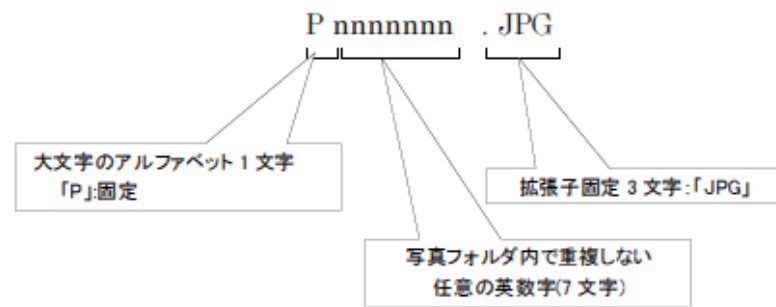 P nnnnnnn . JPG
大文字のアルファベット 1 文字
「P」:固定
拡張子固定 3 文字:「JPG」
写真フォルダ内で重複しない
任意の英数字(7 文字)